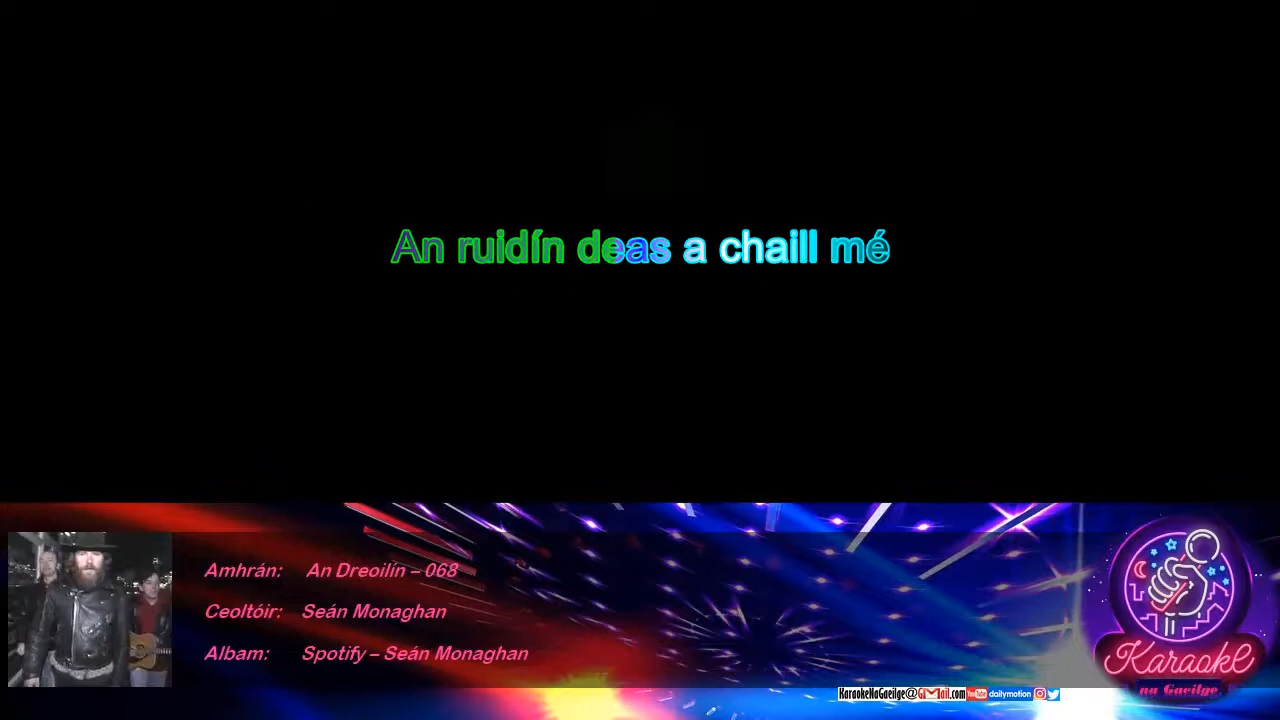 An ruidín deas a chaill mé
Amhrán: An Dreoilín – 068
Ceoltóir: Seán Monaghan
Albam: Spotify – Seán Monaghan
Karaoke
na Gaeilge
KaraokeNaGaeilge@GMail.com YouTube dailymotion